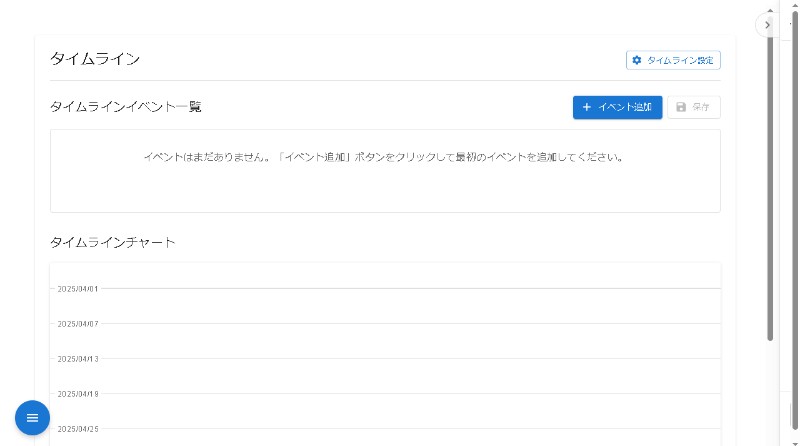 タイムライン
タイムライン設定
タイムラインイベント一覧
イベント追加
保存
イベントはまだありません。「イベント追加」ボタンをクリックして最初のイベントを追加してください。
タイムラインチャート
2025/04/01
2025/04/07
2025/04/13
2025/04/19
2025/04/25